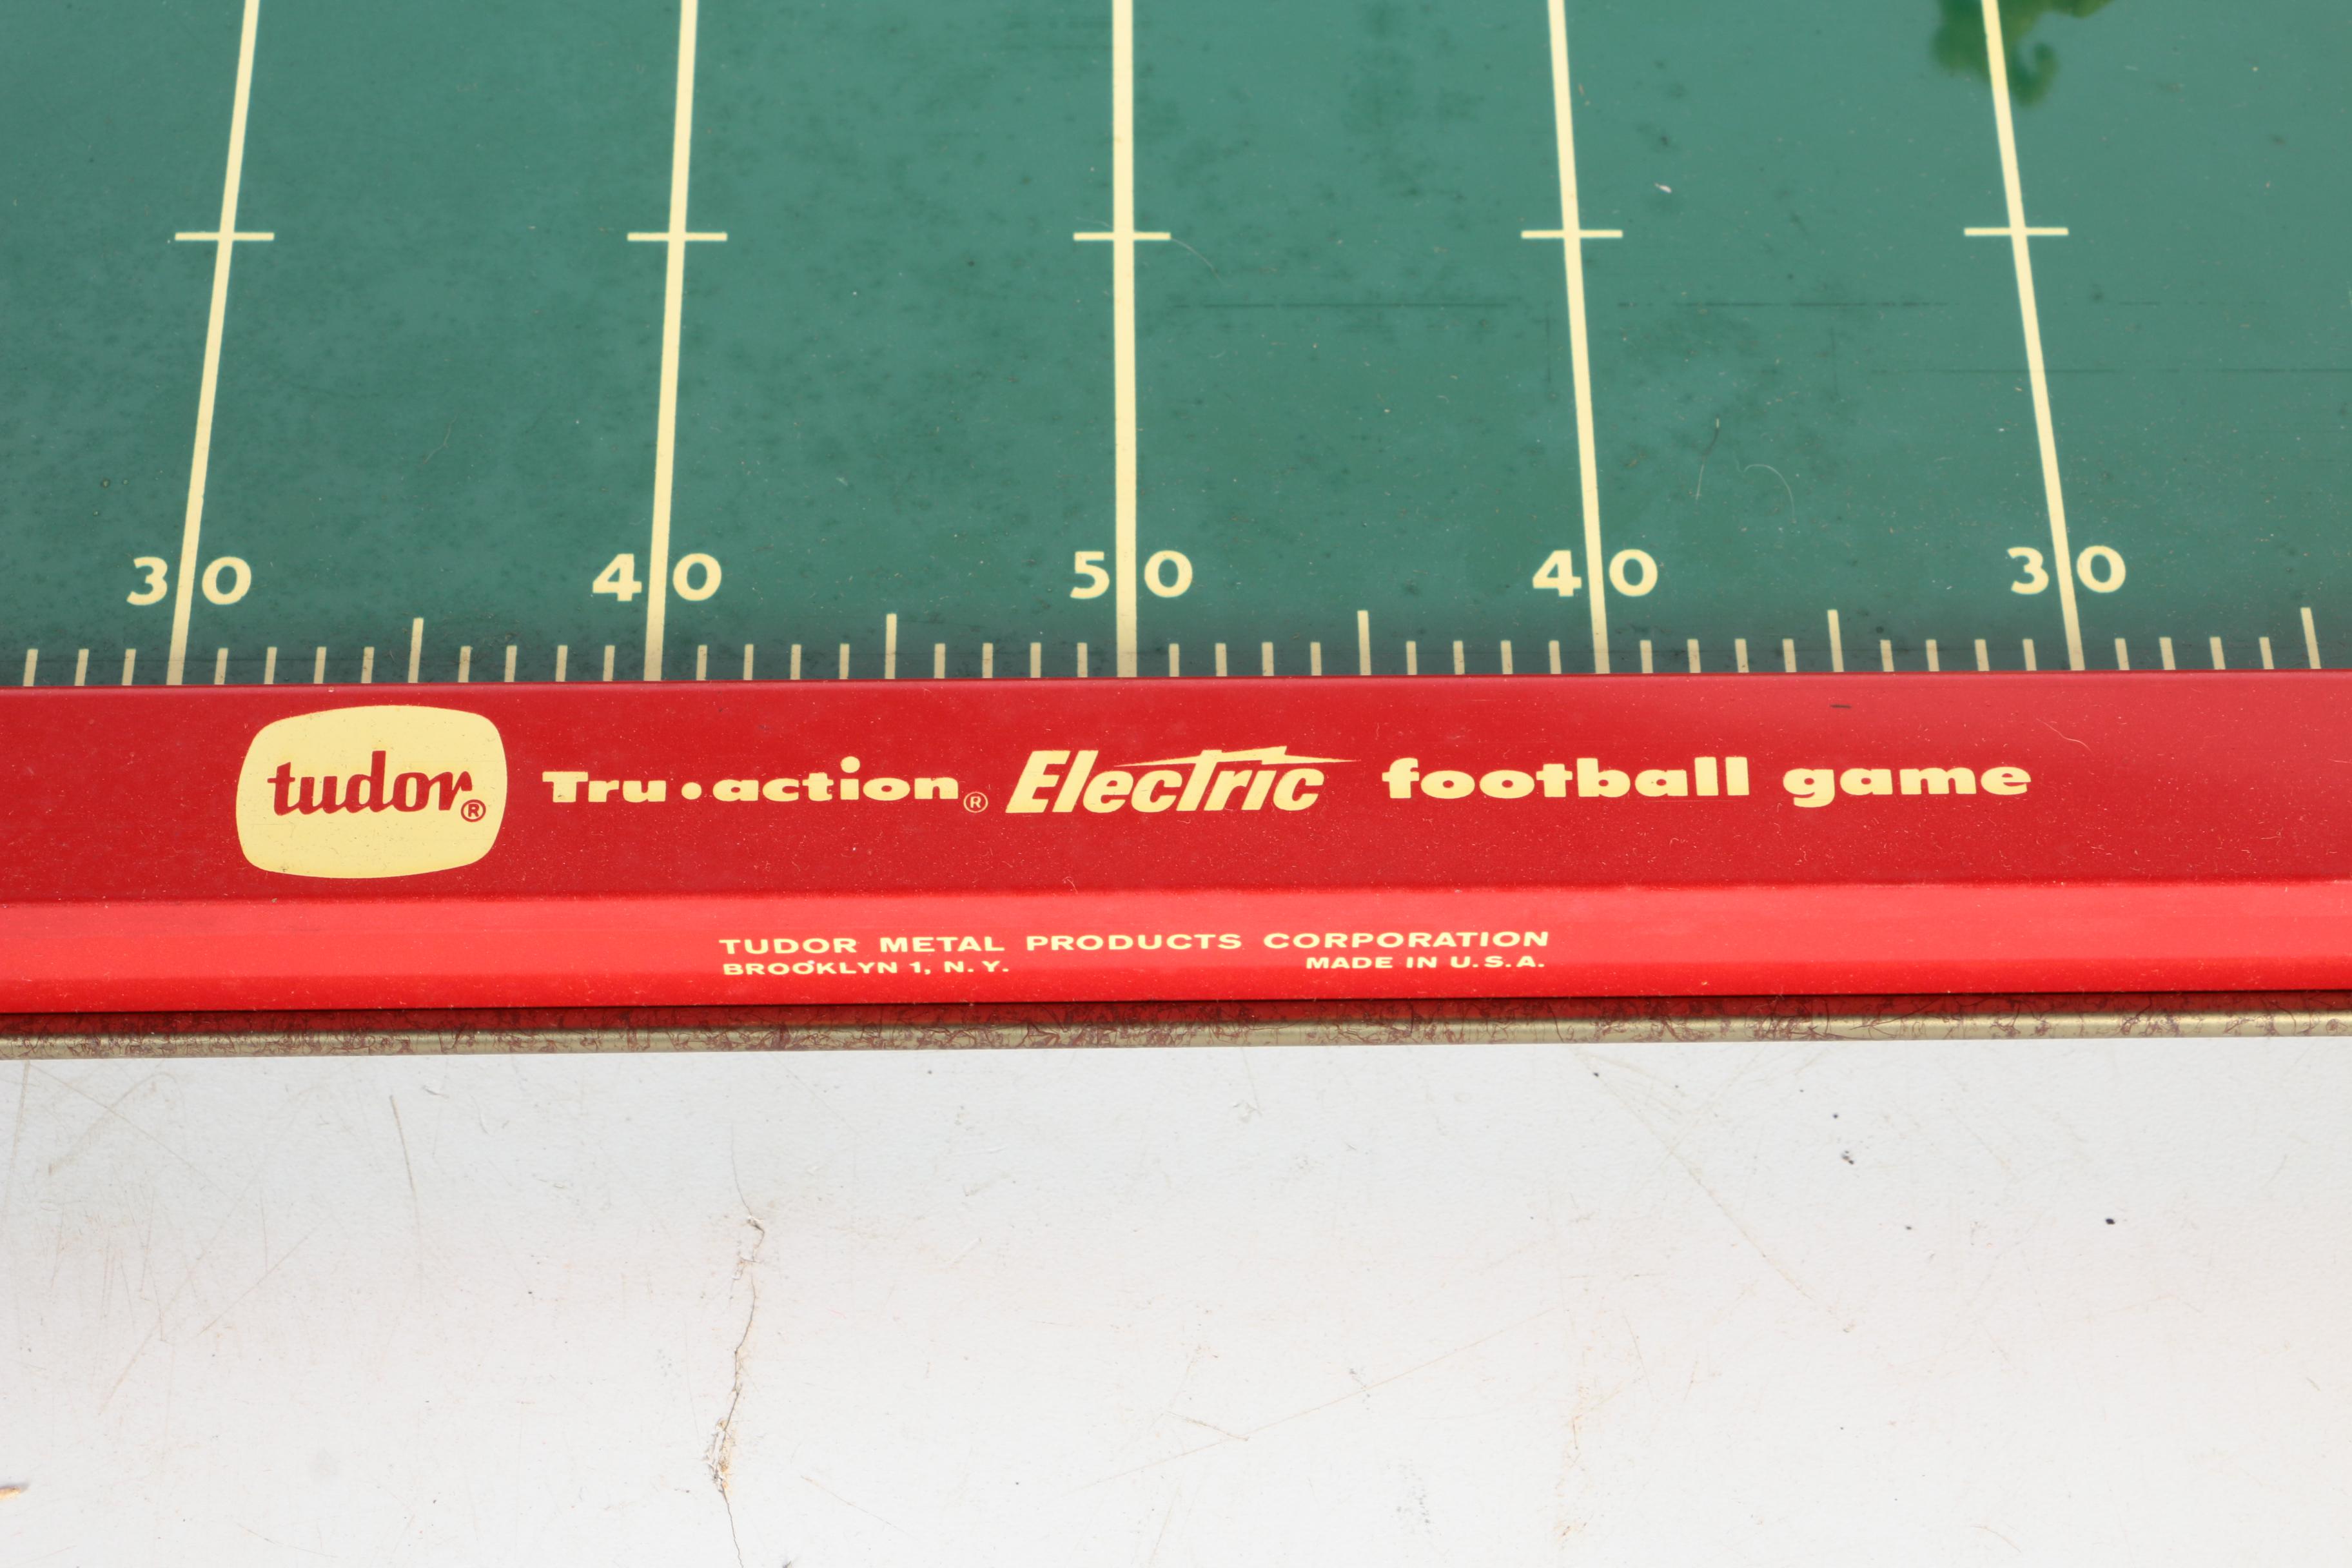 30 40 50 40 30
tudor® Tru•action® Electric football game
TUDOR METAL PRODUCTS CORPORATION
BROOKLYN 1, N.Y. MADE IN U.S.A.